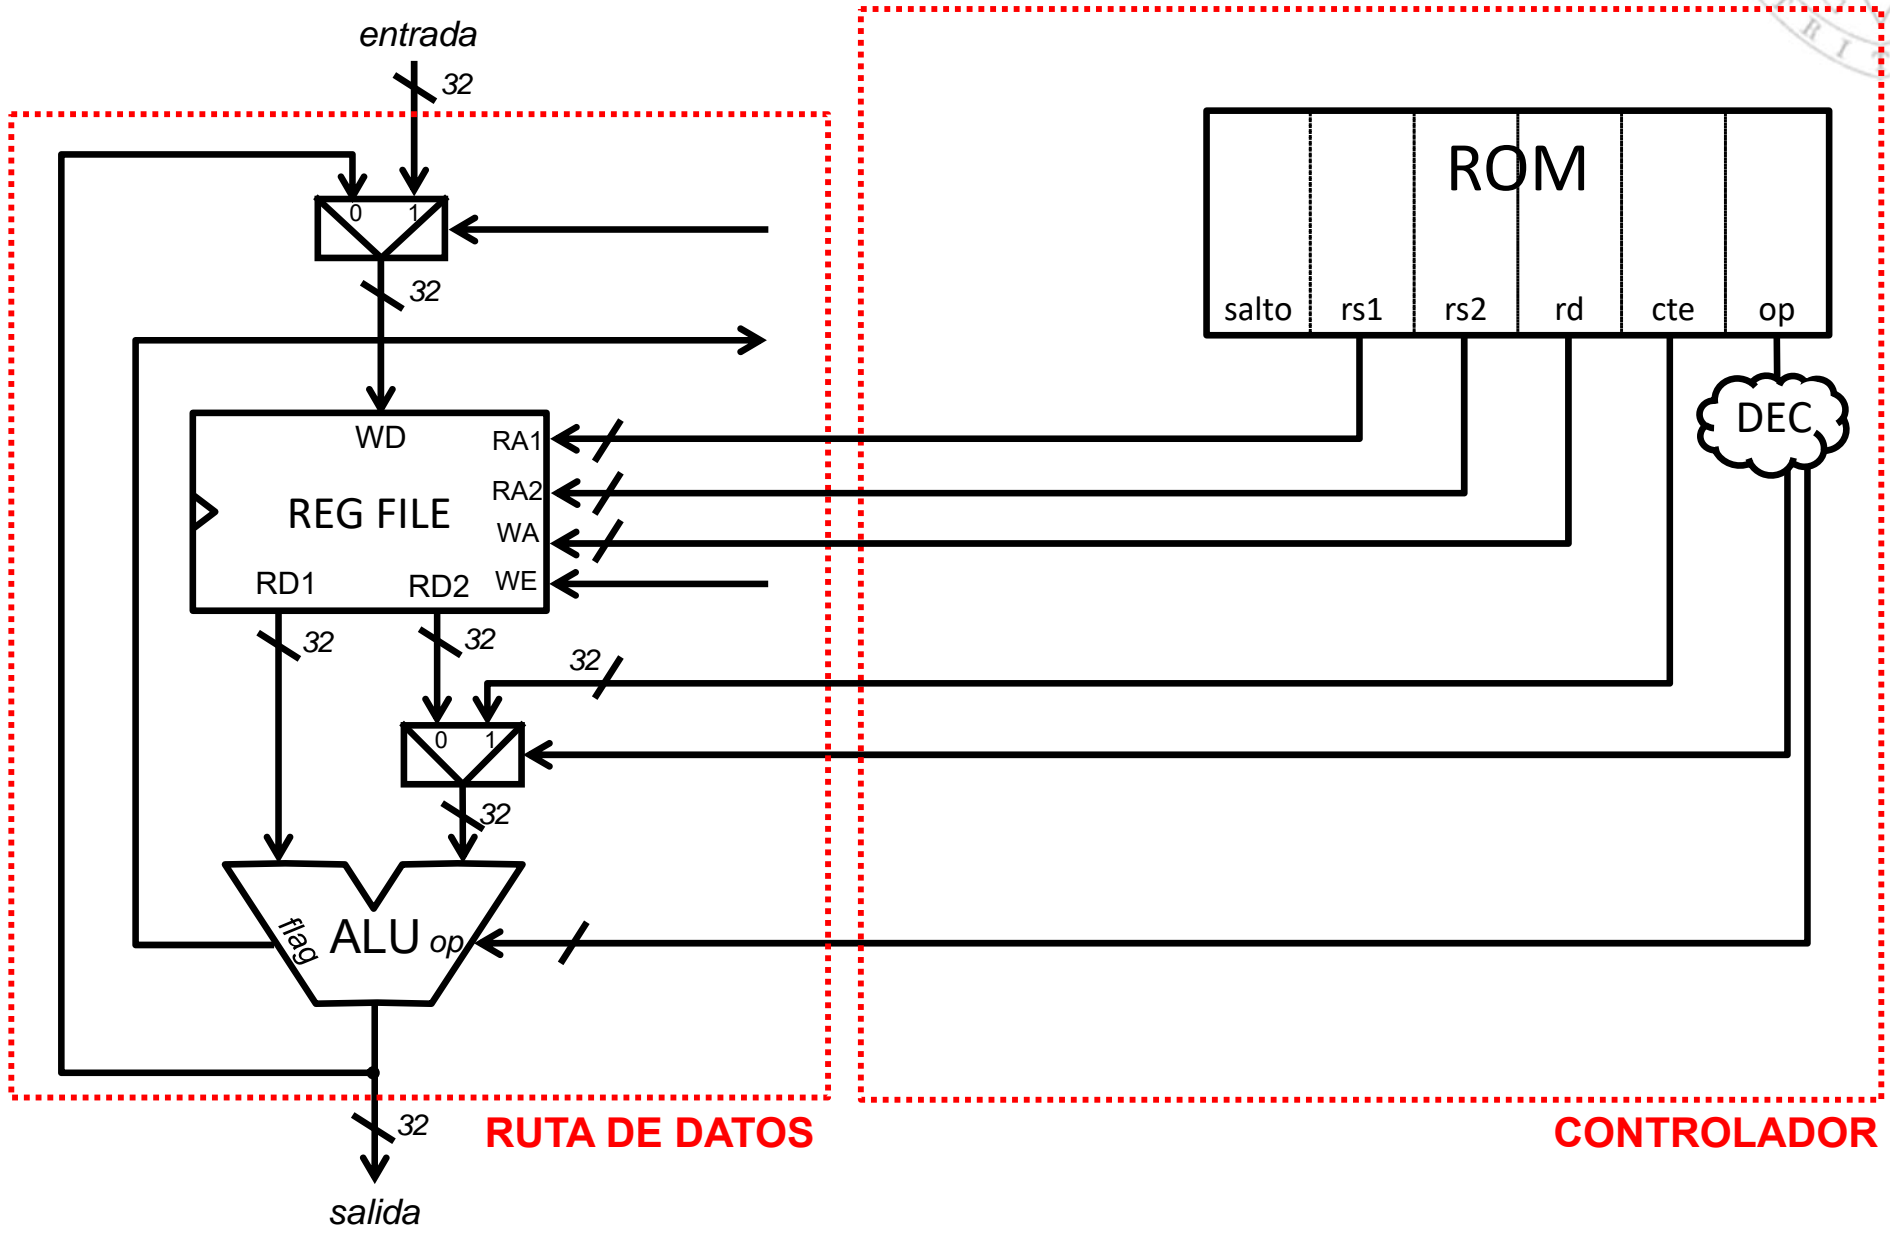 entrada
32
0 1
32
ROM
salto rs1 rs2 rd cte op
DEC
WD
RA1
RA2
REG FILE
WA
WE
RD1
RD2
32
32
32
0 1
32
flag
ALU
op
32
RUTA DE DATOS
CONTROLADOR
salida